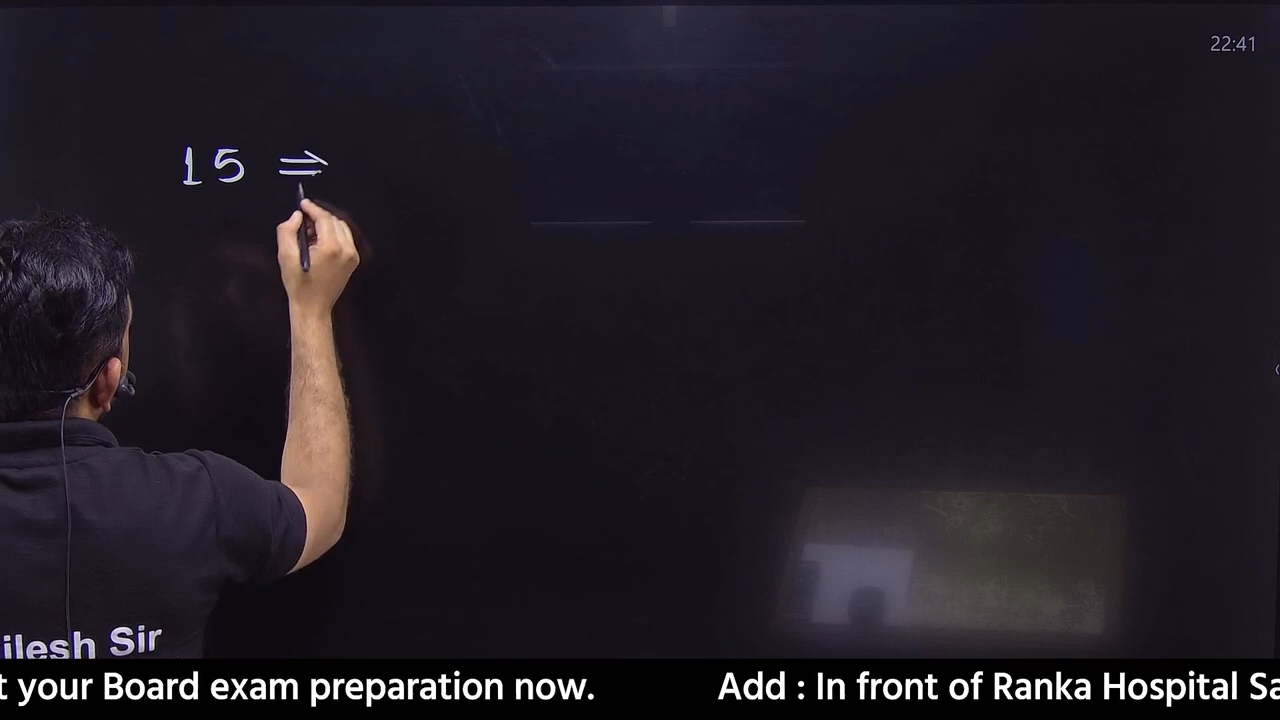 22:41
15 ⇒
ilesh Sir
t your Board exam preparation now. Add : In front of Ranka Hospital Sa